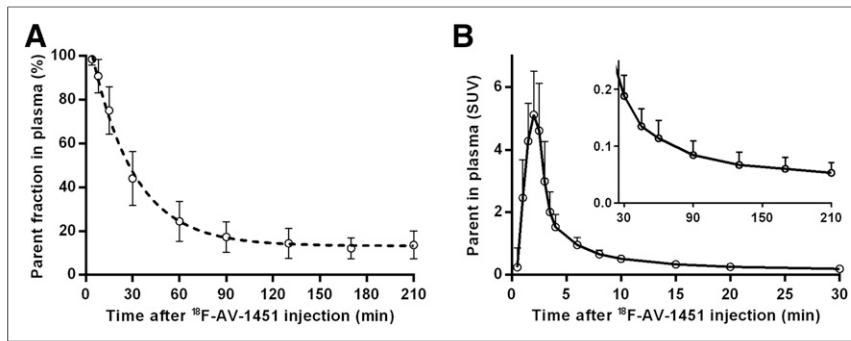 A
Parent fraction in plasma (%)
100
80
60
40
20
0
0 30 60 90 120 150 180 210
Time after ¹⁸F-AV-1451 injection (min)
B
Parent in plasma (SUV)
6
4
2
0
0 5 10 15 20 25 30
Time after ¹⁸F-AV-1451 injection (min)
0.2
0.1
0.0
30 90 150 210